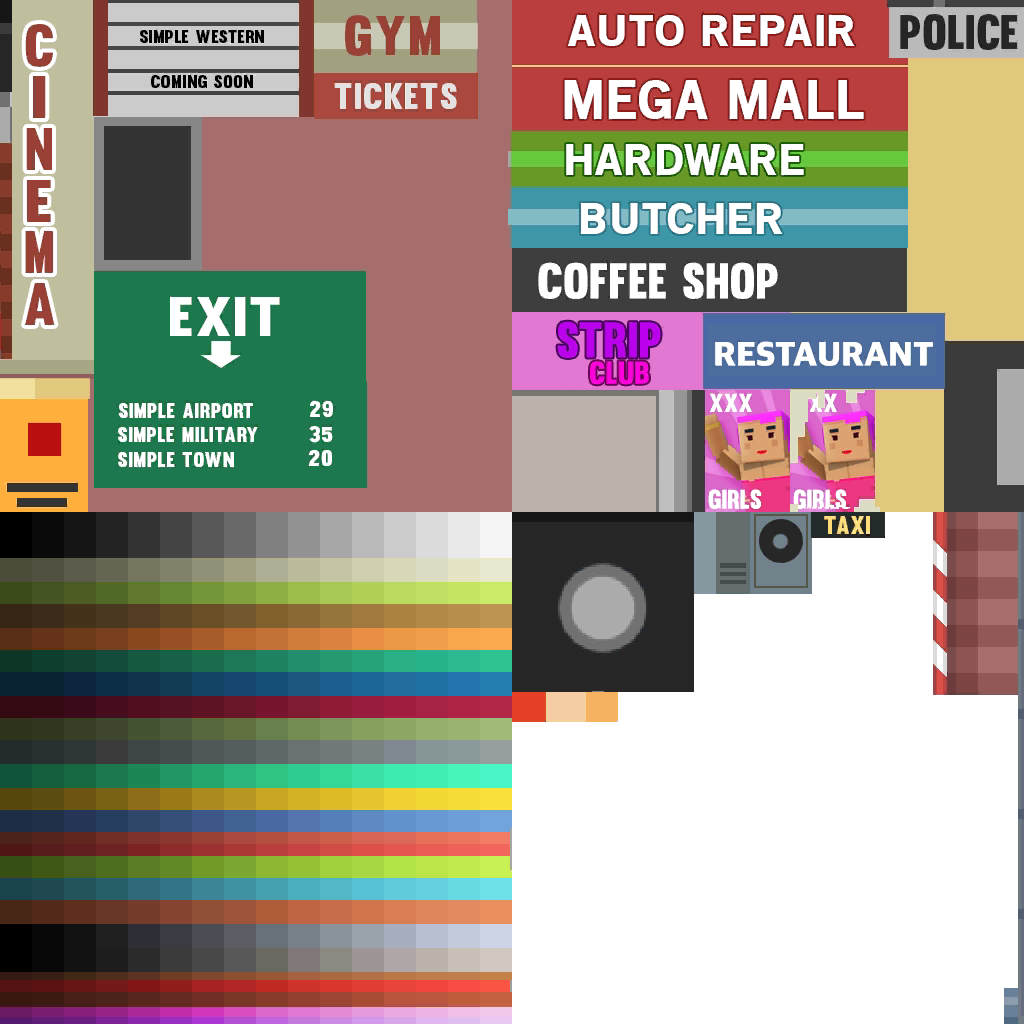 CINEMA
SIMPLE WESTERN
COMING SOON
GYM
TICKETS
EXIT
SIMPLE AIRPORT 29
SIMPLE MILITARY 35
SIMPLE TOWN 20
AUTO REPAIR
POLICE
MEGA MALL
HARDWARE
BUTCHER
COFFEE SHOP
STRIP
CLUB
RESTAURANT
XXX
GIRLS
XX
GIRLS
TAXI